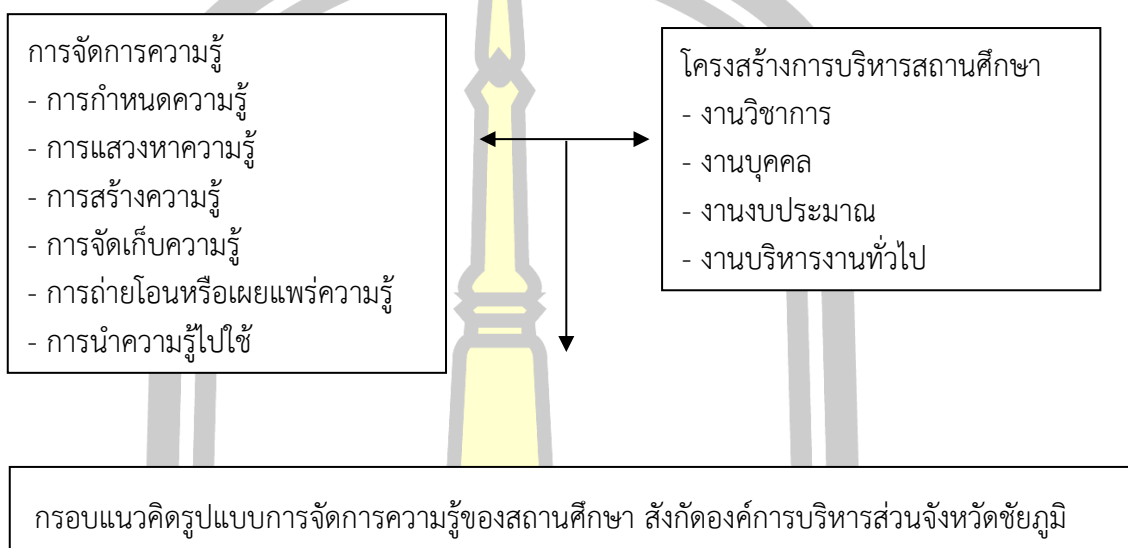 การจัดการความรู้
- การกำหนดความรู้
- การแสวงหาความรู้
- การสร้างความรู้
- การจัดเก็บความรู้
- การถ่ายโอนหรือเผยแพร่ความรู้
- การนำความรู้ไปใช้
โครงสร้างการบริหารสถานศึกษา
- งานวิชาการ
- งานบุคคล
- งานงบประมาณ
- งานบริหารงานทั่วไป
กรอบแนวคิดรูปแบบการจัดการความรู้ของสถานศึกษา สังกัดองค์การบริหารส่วนจังหวัดชัยภูมิ